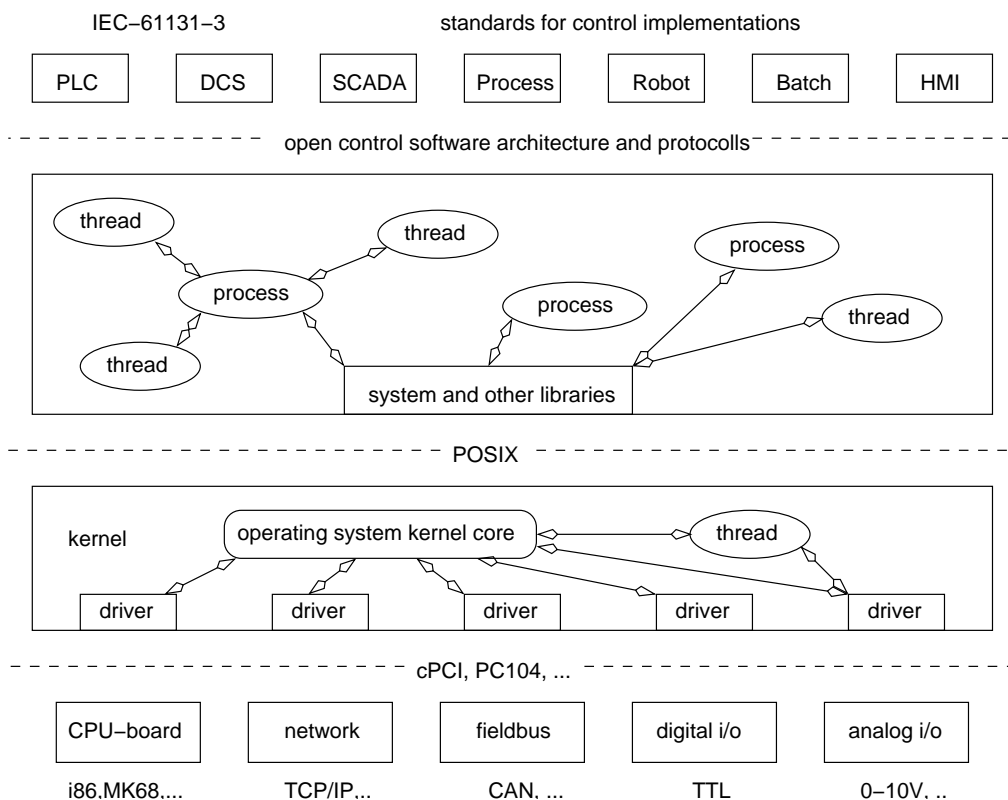 IEC−61131−3 standards for control implementations
PLC DCS SCADA Process Robot Batch HMI
open control software architecture and protocolls
thread thread process
process process thread
thread
system and other libraries
POSIX
kernel operating system kernel core thread
driver driver driver driver driver
cPCI, PC104, ...
CPU−board network fieldbus digital i/o analog i/o
i86,MK68,... TCP/IP,.. CAN, ... TTL 0−10V, ..